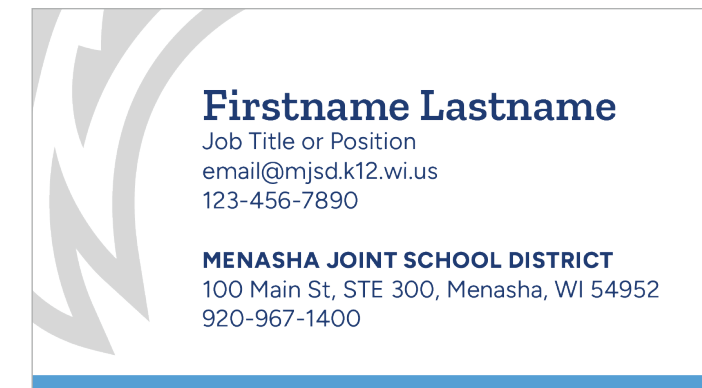 Firstname Lastname
Job Title or Position
email@mjsd.k12.wi.us
123-456-7890
MENASHA JOINT SCHOOL DISTRICT
100 Main St, STE 300, Menasha, WI 54952
920-967-1400